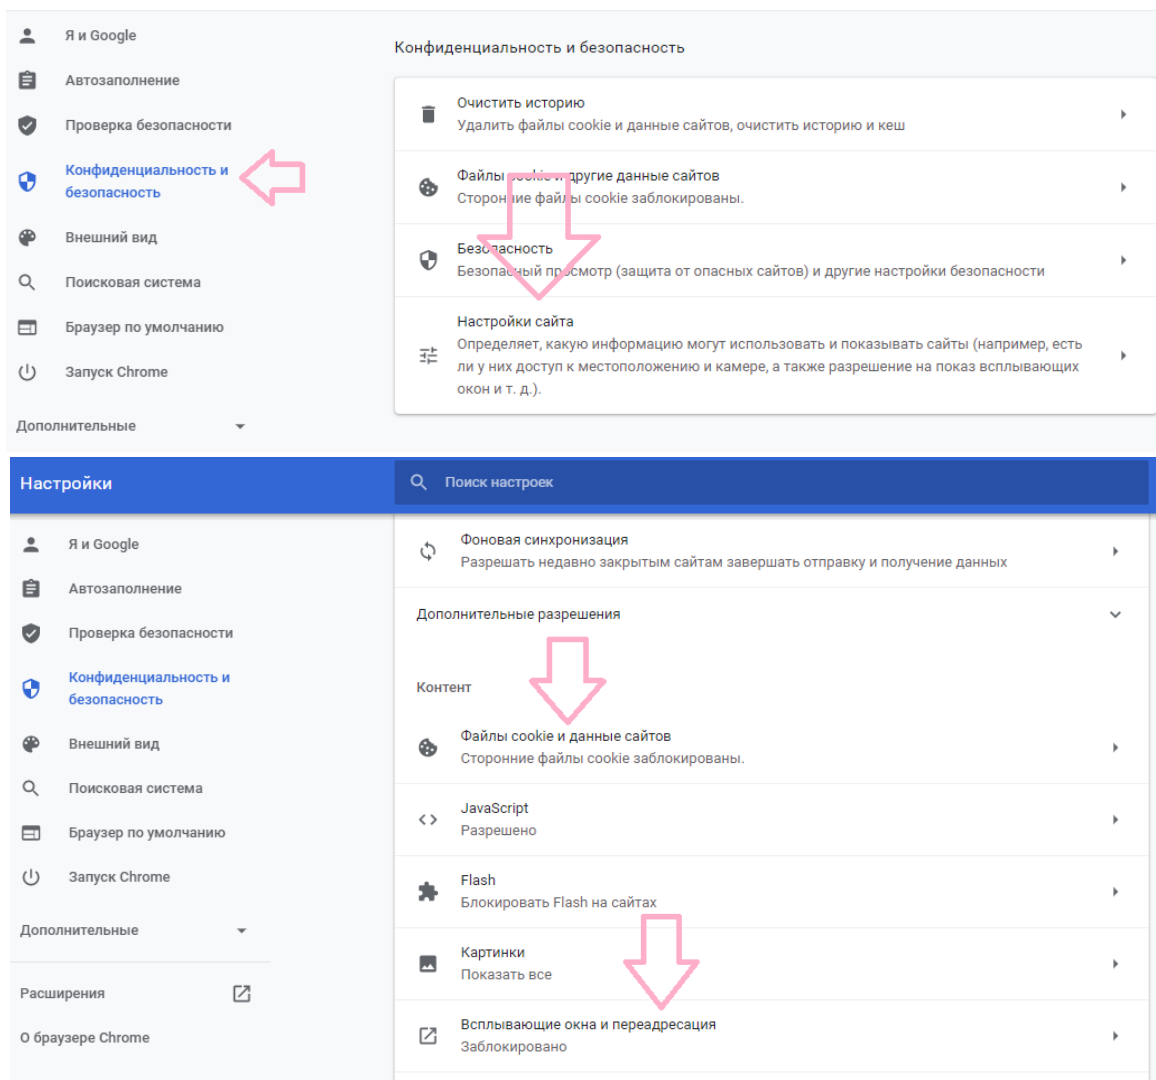 Я и Google
Автозаполнение
Проверка безопасности
Конфиденциальность и
безопасность
Внешний вид
Поисковая система
Браузер по умолчанию
Запуск Chrome
Дополнительные
Конфиденциальность и безопасность
Очистить историю
Удалить файлы cookie и данные сайтов, очистить историю и кеш
Файлы cookie и другие данные сайтов
Сторонние файлы cookie заблокированы.
Безопасность
Безопасный просмотр (защита от опасных сайтов) и другие настройки безопасности
Настройки сайта
Определяет, какую информацию могут использовать и показывать сайты (например, есть
ли у них доступ к местоположению и камере, а также разрешение на показ всплывающих
окон и т. д.).
Настройки
Поиск настроек
Я и Google
Автозаполнение
Проверка безопасности
Конфиденциальность и
безопасность
Внешний вид
Поисковая система
Браузер по умолчанию
Запуск Chrome
Дополнительные
Расширения
О браузере Chrome
Фоновая синхронизация
Разрешать недавно закрытым сайтам завершать отправку и получение данных
Дополнительные разрешения
Контент
Файлы cookie и данные сайтов
Сторонние файлы cookie заблокированы.
JavaScript
Разрешено
Flash
Блокировать Flash на сайтах
Картинки
Показать все
Всплывающие окна и переадресация
Заблокировано